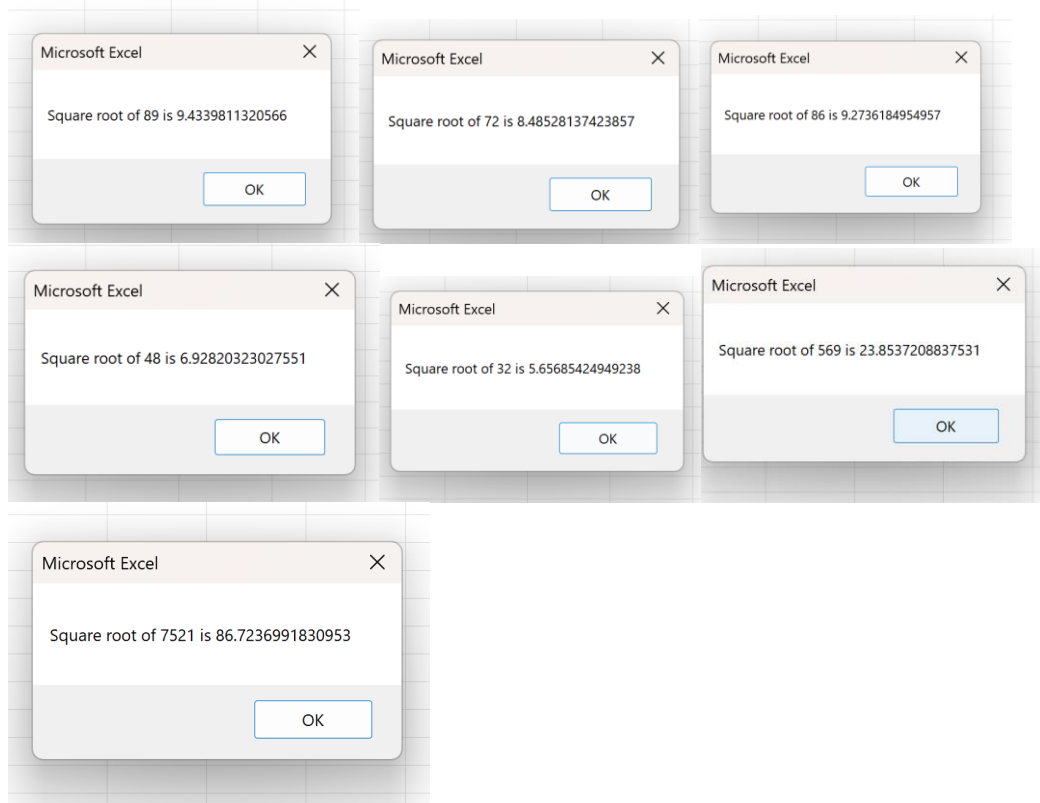 Microsoft Excel
Square root of 89 is 9.4339811320566
OK
Microsoft Excel
Square root of 72 is 8.48528137423857
OK
Microsoft Excel
Square root of 86 is 9.2736184954957
OK
Microsoft Excel
Square root of 48 is 6.92820323027551
OK
Microsoft Excel
Square root of 32 is 5.65685424949238
OK
Microsoft Excel
Square root of 569 is 23.8537208837531
OK
Microsoft Excel
Square root of 7521 is 86.7236991830953
OK